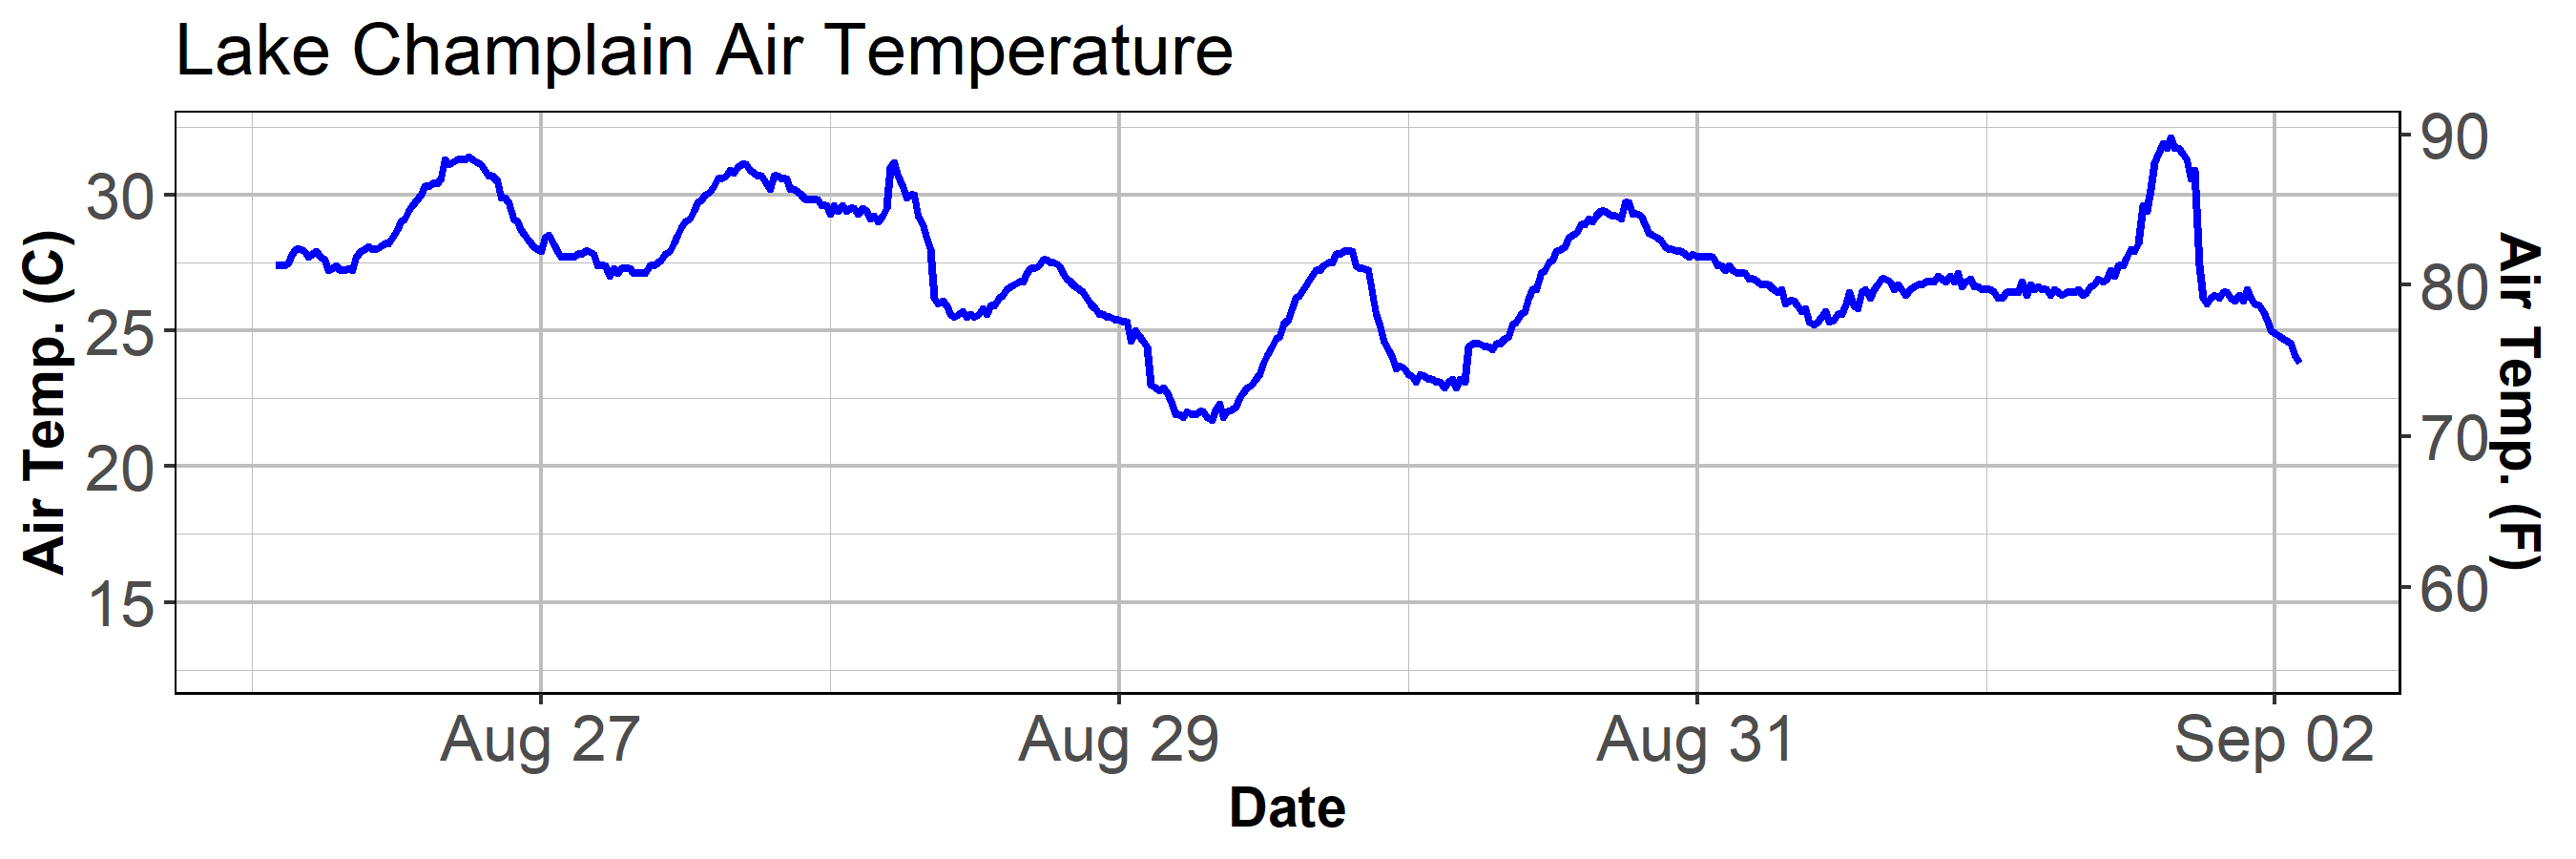 Lake Champlain Air Temperature
Air Temp. (C)
30
25
20
15
90
80
70
60
Air Temp. (F)
Aug 27
Aug 29
Aug 31
Sep 02
Date